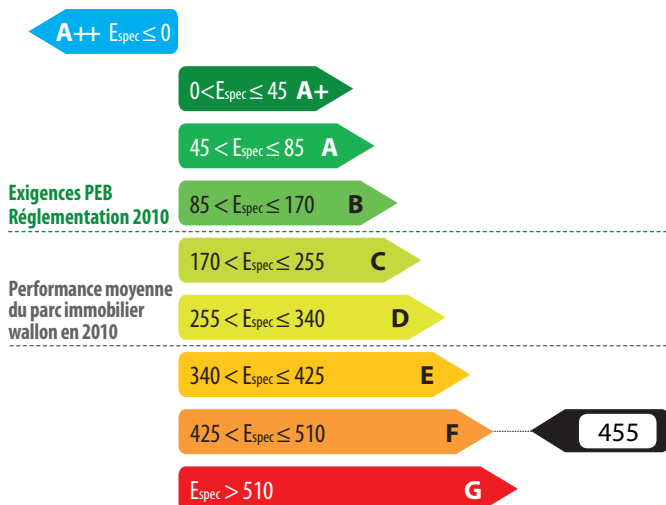 A++ Espec ≤ 0
0<Espec ≤ 45 A+
45 < Espec ≤ 85 A
Exigences PEB
Réglementation 2010
85 < Espec ≤ 170 B
170 < Espec ≤ 255 C
Performance moyenne
du parc immobilier
wallon en 2010
255 < Espec ≤ 340 D
340 < Espec ≤ 425 E
425 < Espec ≤ 510 F 455
Espec > 510 G